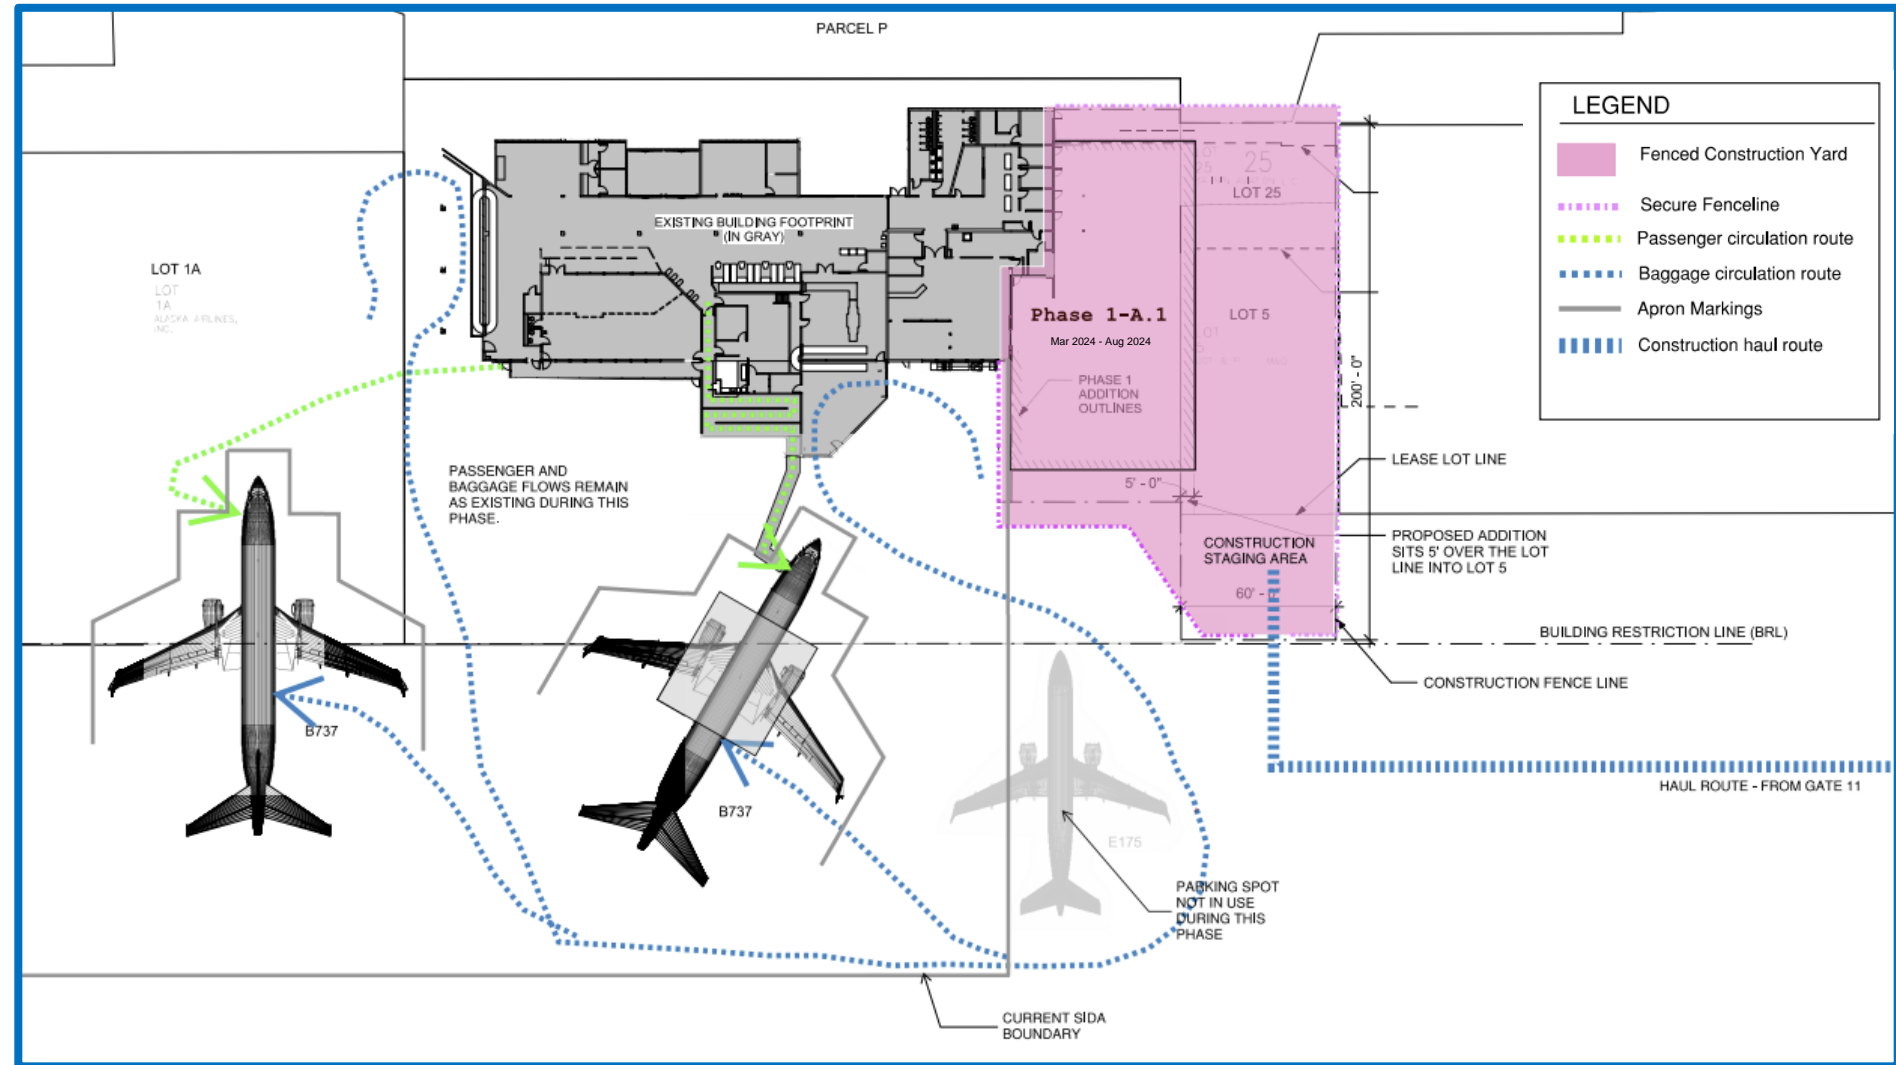 PARCEL P
LEGEND
Fenced Construction Yard
Secure Fenceline
Passenger circulation route
Baggage circulation route
Apron Markings
Construction haul route
25
LOT 25
EXISTING BUILDING FOOTPRINT
(IN GRAY)
LOT 1A
LOT
1A
ALASKA AIRLINES,
INC.
Phase 1-A.1
Mar 2024 - Aug 2024
LOT 5
PHASE 1
ADDITION
OUTLINES
200' - 0"
LEASE LOT LINE
PASSENGER AND
BAGGAGE FLOWS REMAIN
AS EXISTING DURING THIS
PHASE.
5' - 0"
CONSTRUCTION
STAGING AREA
PROPOSED ADDITION
SITS 5' OVER THE LOT
LINE INTO LOT 5
60' -
BUILDING RESTRICTION LINE (BRL)
CONSTRUCTION FENCE LINE
B737
B737
HAUL ROUTE - FROM GATE 11
E175
PARKING SPOT
NOT IN USE
DURING THIS
PHASE
CURRENT SIDA
BOUNDARY